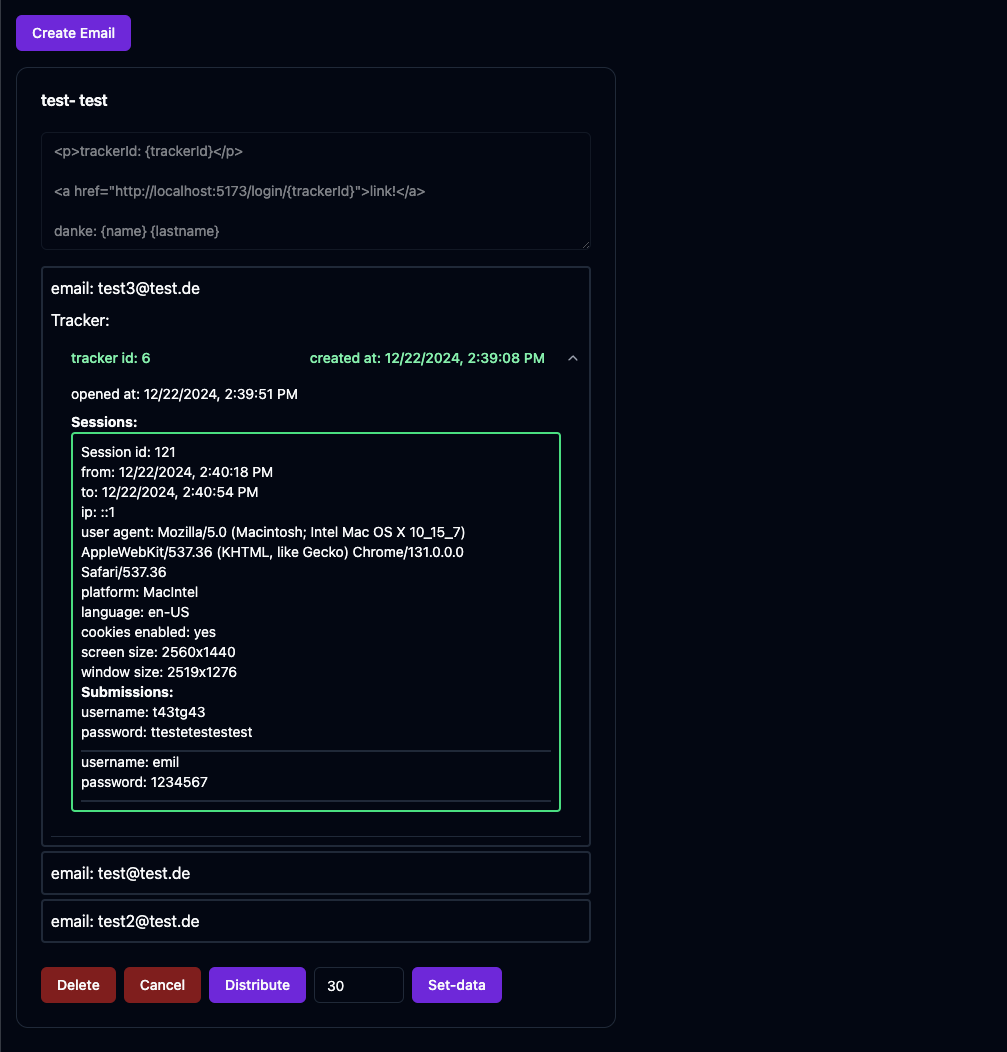 Create Email
test- test
<p>trackerId: {trackerId}</p>
<a href="http://localhost:5173/login/{trackerId}">link!</a>
danke: {name} {lastname}
email: test3@test.de
Tracker:
tracker id: 6 created at: 12/22/2024, 2:39:08 PM
opened at: 12/22/2024, 2:39:51 PM
Sessions:
Session id: 121
from: 12/22/2024, 2:40:18 PM
to: 12/22/2024, 2:40:54 PM
ip: ::1
user agent: Mozilla/5.0 (Macintosh; Intel Mac OS X 10_15_7)
AppleWebKit/537.36 (KHTML, like Gecko) Chrome/131.0.0.0
Safari/537.36
platform: MacIntel
language: en-US
cookies enabled: yes
screen size: 2560x1440
window size: 2519x1276
Submissions:
username: t43tg43
password: ttestetestestest
username: emil
password: 1234567
email: test@test.de
email: test2@test.de
Delete Cancel Distribute 30 Set-data